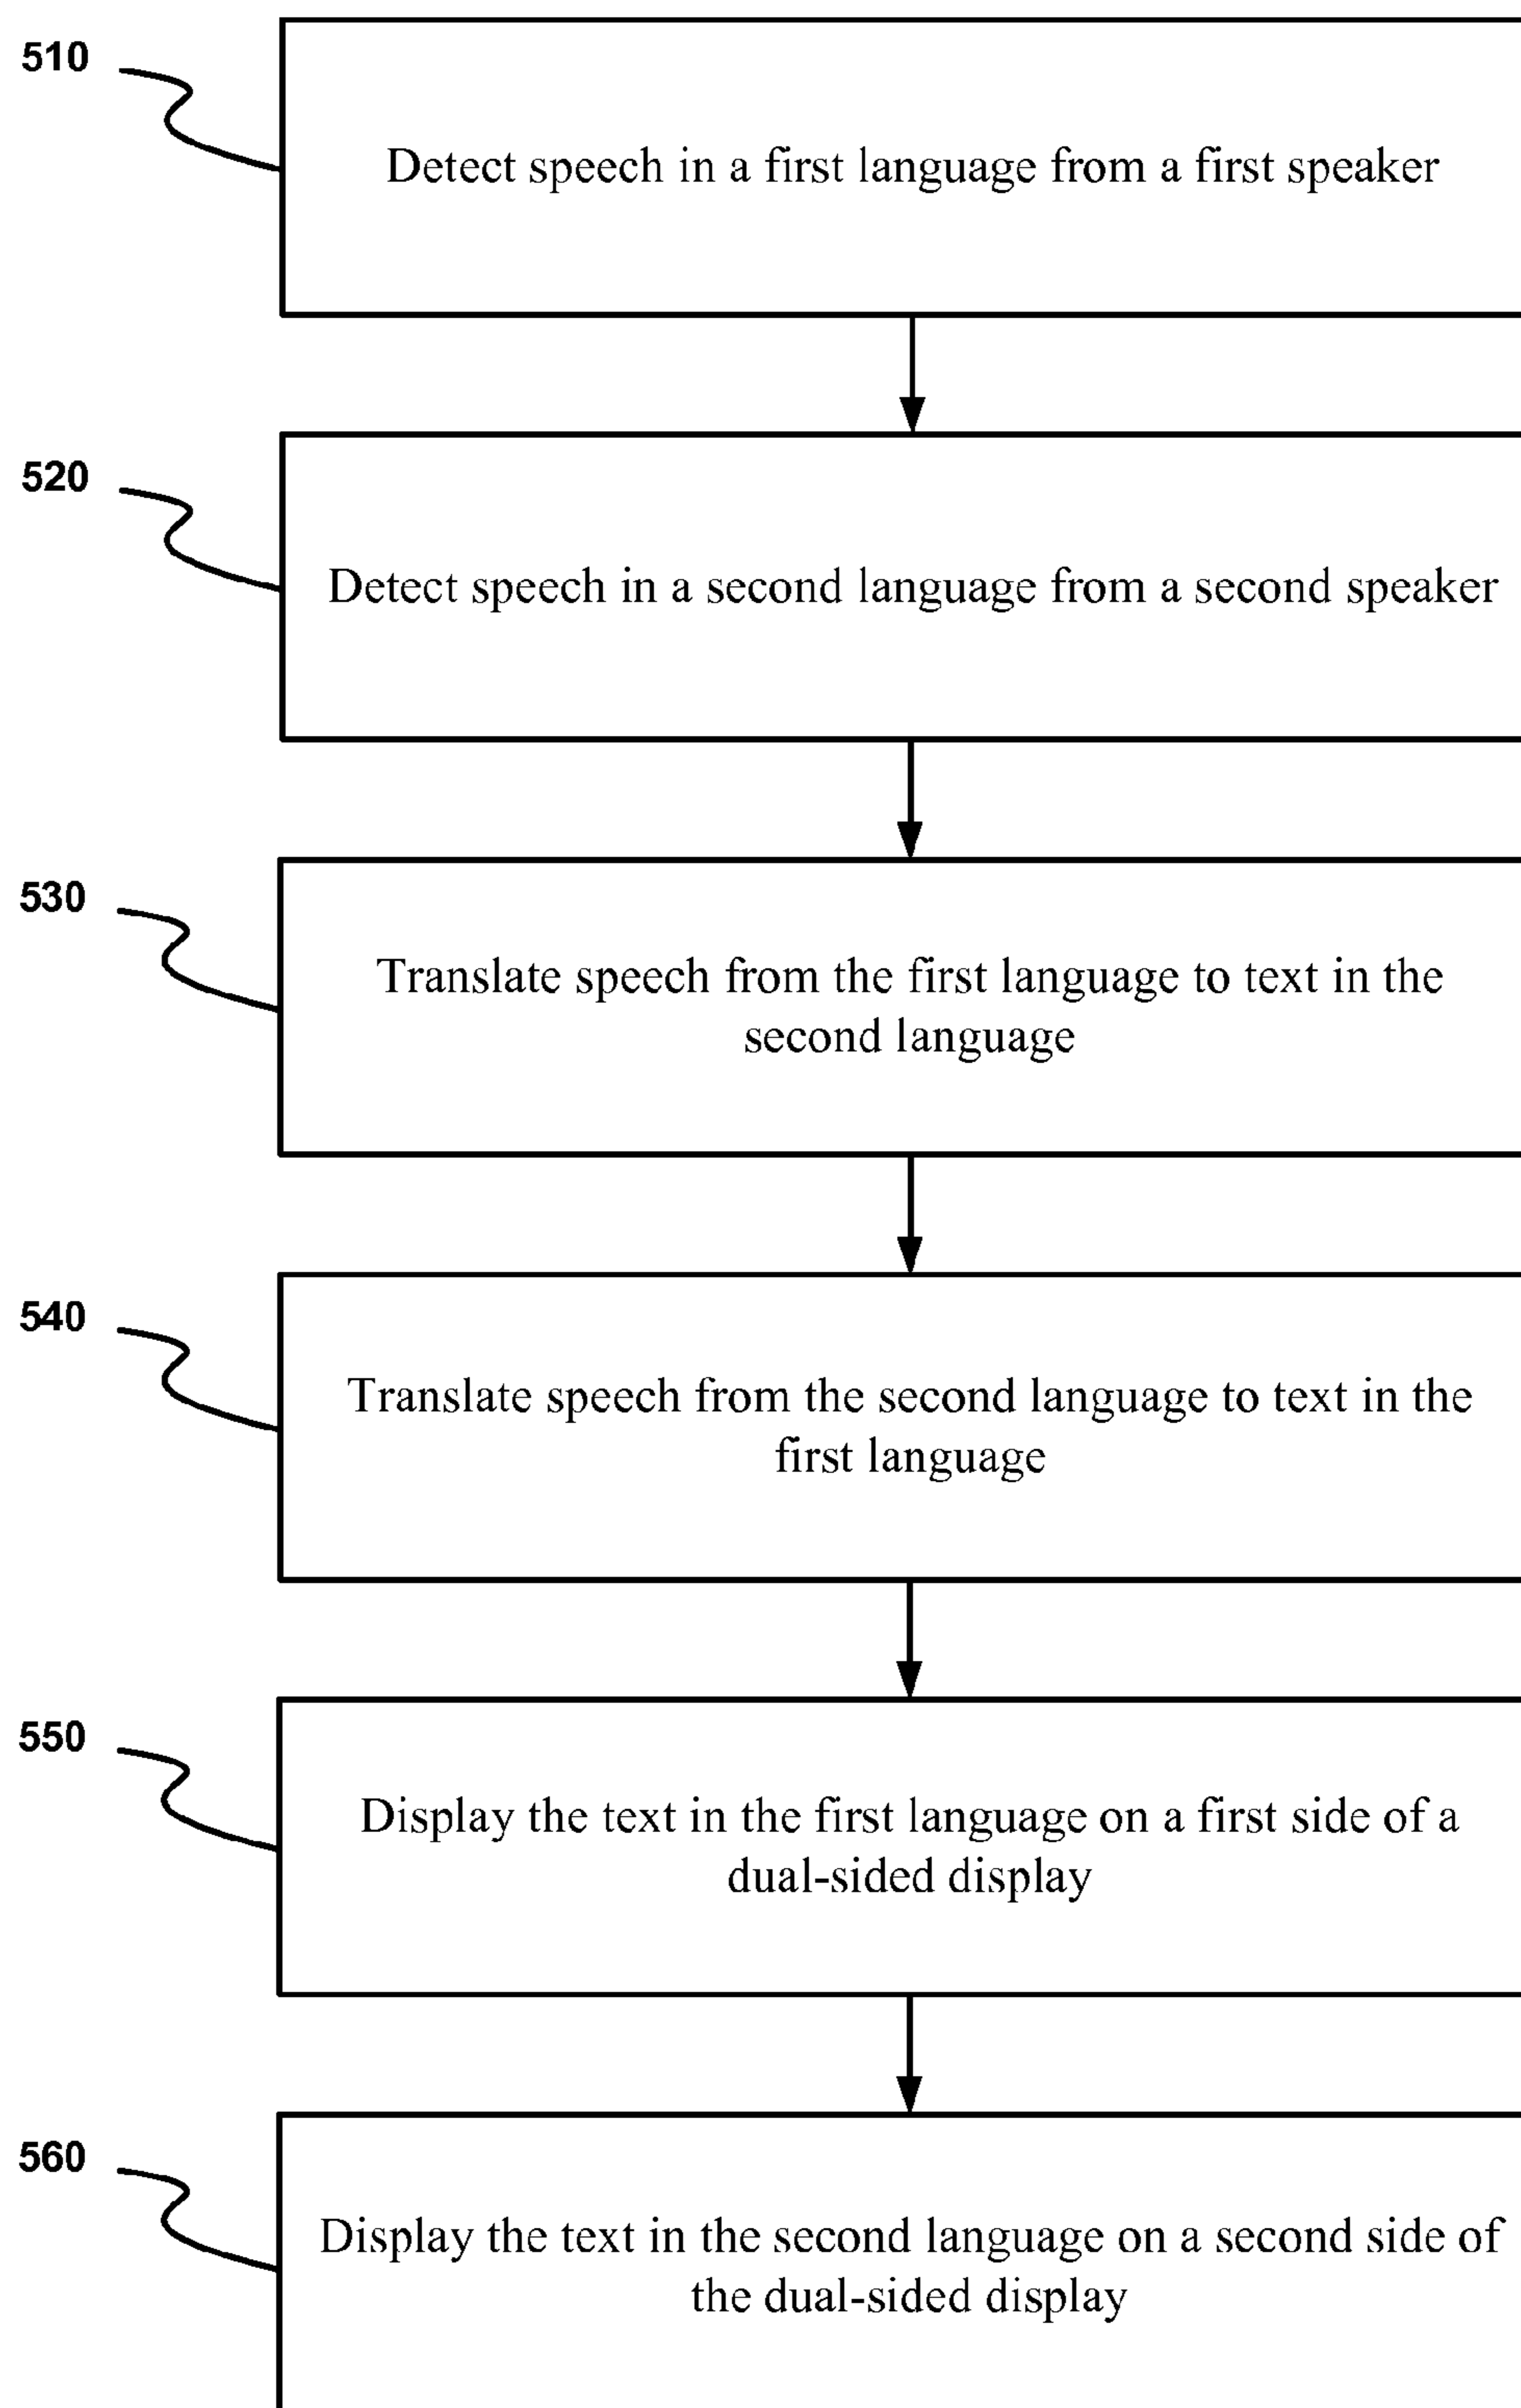 510
Detect speech in a first language from a first speaker
520
Detect speech in a second language from a second speaker
530
Translate speech from the first language to text in the
second language
540
Translate speech from the second language to text in the
first language
550
Display the text in the first language on a first side of a
dual-sided display
560
Display the text in the second language on a second side of
the dual-sided display